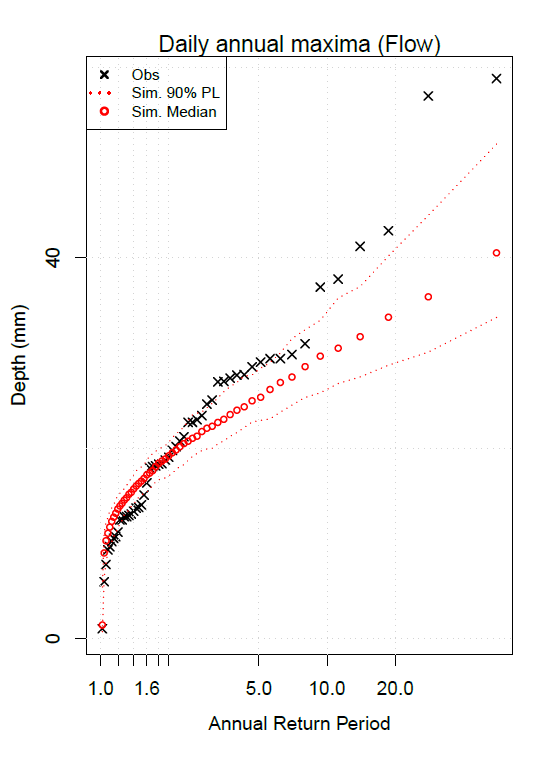 Daily annual maxima (Flow)
Obs
Sim. 90% PL
Sim. Median
Depth (mm)
40
0
1.0 1.6 5.0 10.0 20.0
Annual Return Period